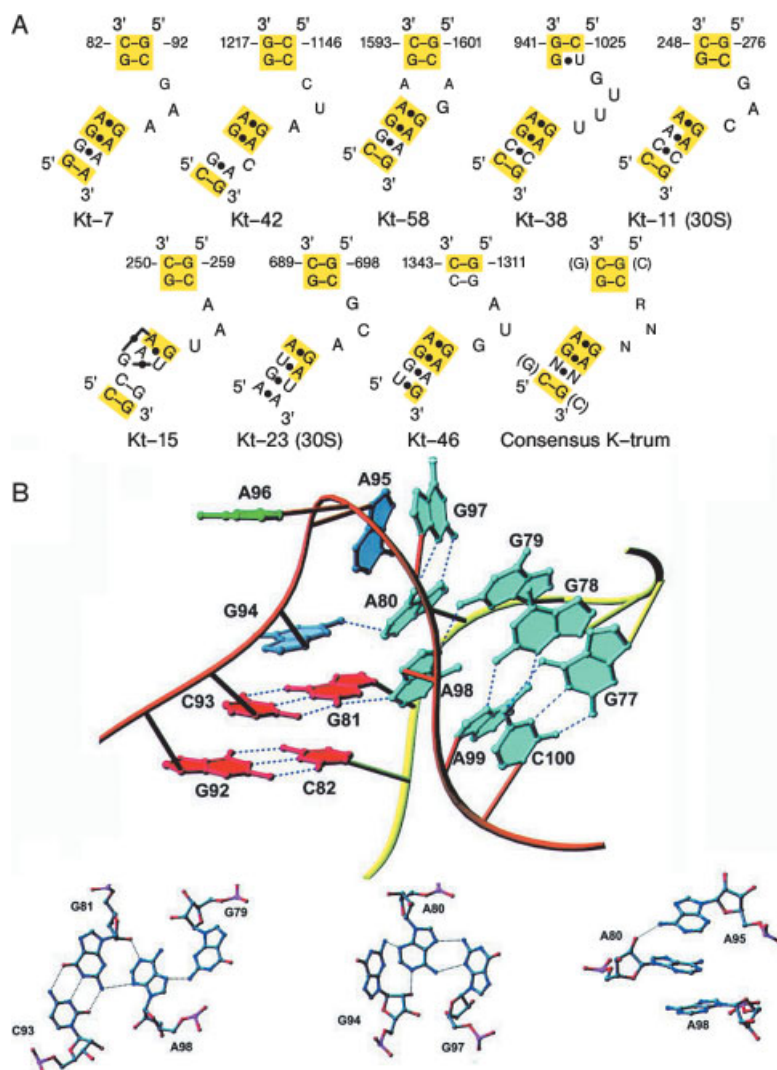 A
3' 5' 3' 5' 3' 5' 3' 5' 3' 5'
82– C–G –92 1217– G–C –1146 1593– C–G –1601 941– G–C –1025 248– C–G –276
G–C G–C G–C G•U G–C
G C A A G G
A U G U A
A A U C
U
A•G A•G A•G A•G A•G
G•A G•A G•A G•A A•A
G•A C G•A C•C C•C
5' G–A 5' G•A 5' C–G 5' C–G 5' C–G
C–G
3' 3' 3' 3' 3'
Kt–7 Kt–42 Kt–58 Kt–38 Kt–11 (30S)
3' 5' 3' 5' 3' 5' 3' 5'
250– C–G –259 689– C–G –698 1343– C–G –1311 (G) C–G (C)
G–C G–C C–G G–C
A G A R
A C U N
U A G N
A G A•G A•G A•G
G A•U U•A G•A G•A
C–G G•U G•A N•N
5' C–G 5' A•A 5' U•G (G) C–G (C)
3' 3' 3' 5' 3'
Kt–15 Kt–23 (30S) Kt–46 Consensus K–trum
B
A96
A95
G97
G79
G78
A80
G94
G77
A98
C93
G81
A99
C100
G92
C82
G81
G79
C93
A98
A80
G94
G97
A80
A95
A98